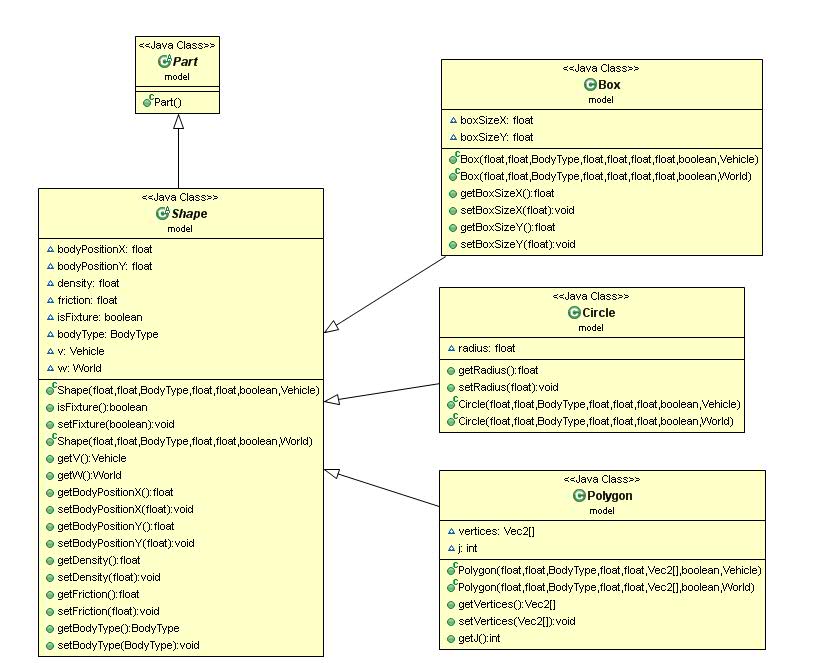 <<Java Class>>
Part
model
Part()
<<Java Class>>
Shape
model
bodyPositionX: float
bodyPositionY: float
density: float
friction: float
isFixture: boolean
bodyType: BodyType
v: Vehicle
w: World
Shape(float,float,BodyType,float,float,boolean,Vehicle)
isFixture():boolean
setFixture(boolean):void
Shape(float,float,BodyType,float,float,boolean,World)
getV():Vehicle
getW():World
getBodyPositionX():float
setBodyPositionX(float):void
getBodyPositionY():float
setBodyPositionY(float):void
getDensity():float
setDensity(float):void
getFriction():float
setFriction(float):void
getBodyType():BodyType
setBodyType(BodyType):void
<<Java Class>>
Box
model
boxSizeX: float
boxSizeY: float
Box(float,float,BodyType,float,float,float,float,boolean,Vehicle)
Box(float,float,BodyType,float,float,float,float,boolean,World)
getBoxSizeX():float
setBoxSizeX(float):void
getBoxSizeY():float
setBoxSizeY(float):void
<<Java Class>>
Circle
model
radius: float
getRadius():float
setRadius(float):void
Circle(float,float,BodyType,float,float,float,boolean,Vehicle)
Circle(float,float,BodyType,float,float,float,boolean,World)
<<Java Class>>
Polygon
model
vertices: Vec2[]
j: int
Polygon(float,float,BodyType,float,float,Vec2[],boolean,Vehicle)
Polygon(float,float,BodyType,float,float,Vec2[],boolean,World)
getVertices():Vec2[]
setVertices(Vec2[]):void
getJ():int